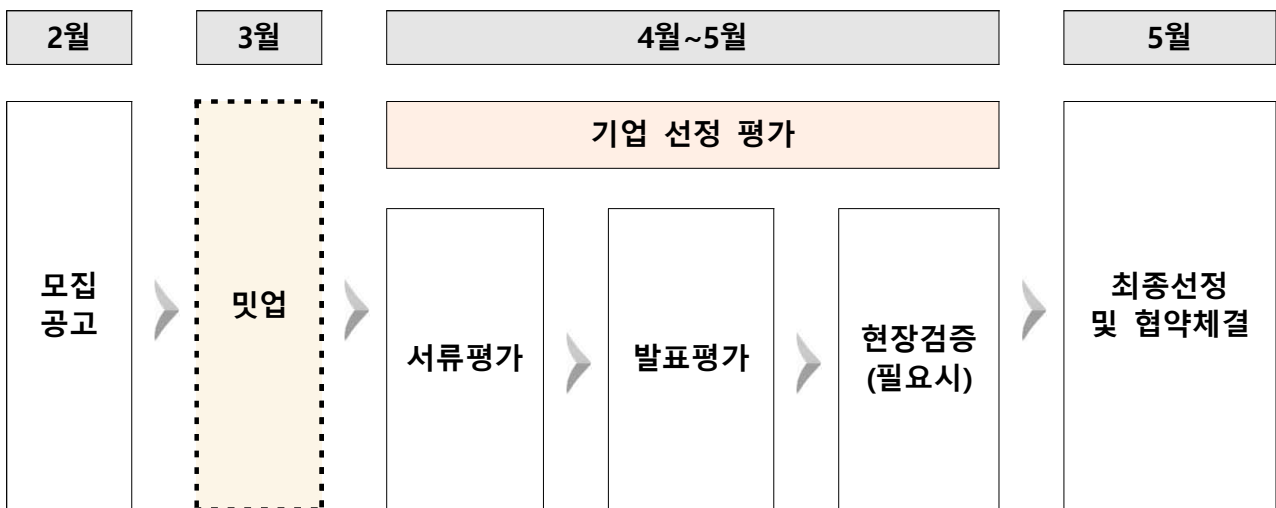 2월
3월
4월~5월
5월
기업 선정 평가
모집
공고
밋업
서류평가
발표평가
현장검증
(필요시)
최종선정
및 협약체결